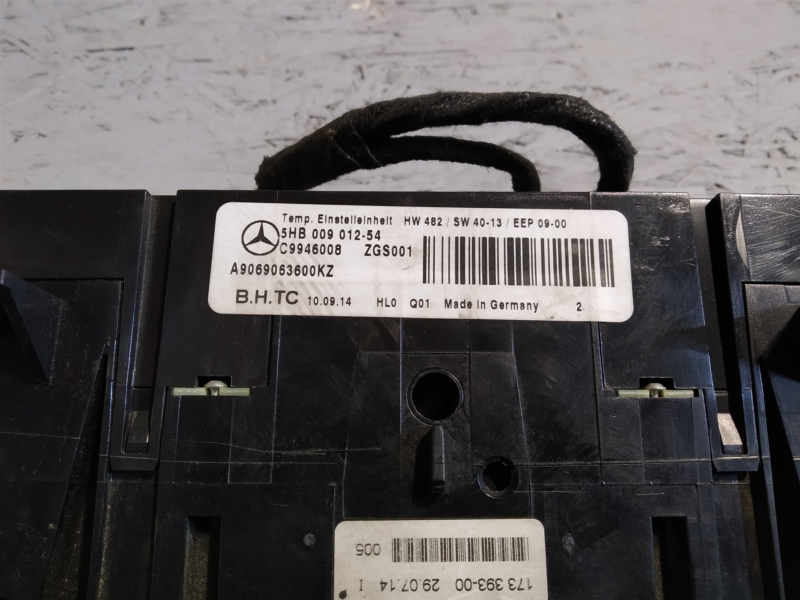 Temp. Einstelleinheit HW 482 / SW 40-13 / EEP 09-00
5HB 009 012-54
C9946008 ZGS001
A9069063600KZ
B.H.TC 10.09.14 HL0 Q01 Made in Germany 2
005
173 393-00 29.07.14 I